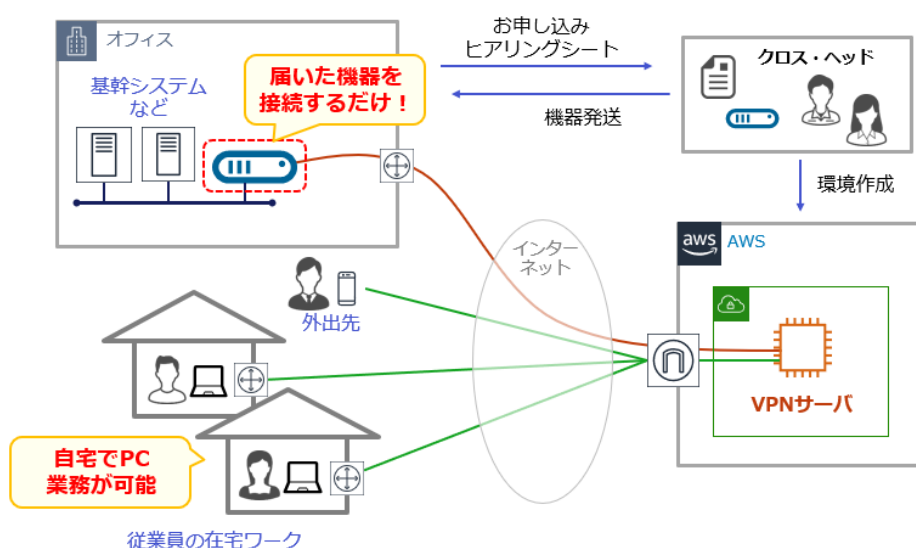 オフィス
基幹システム
など
届いた機器を
接続するだけ！
お申し込み
ヒアリングシート
機器発送
クロス・ヘッド
環境作成
aws
AWS
インター
ネット
外出先
VPNサーバ
自宅でPC
業務が可能
従業員の在宅ワーク